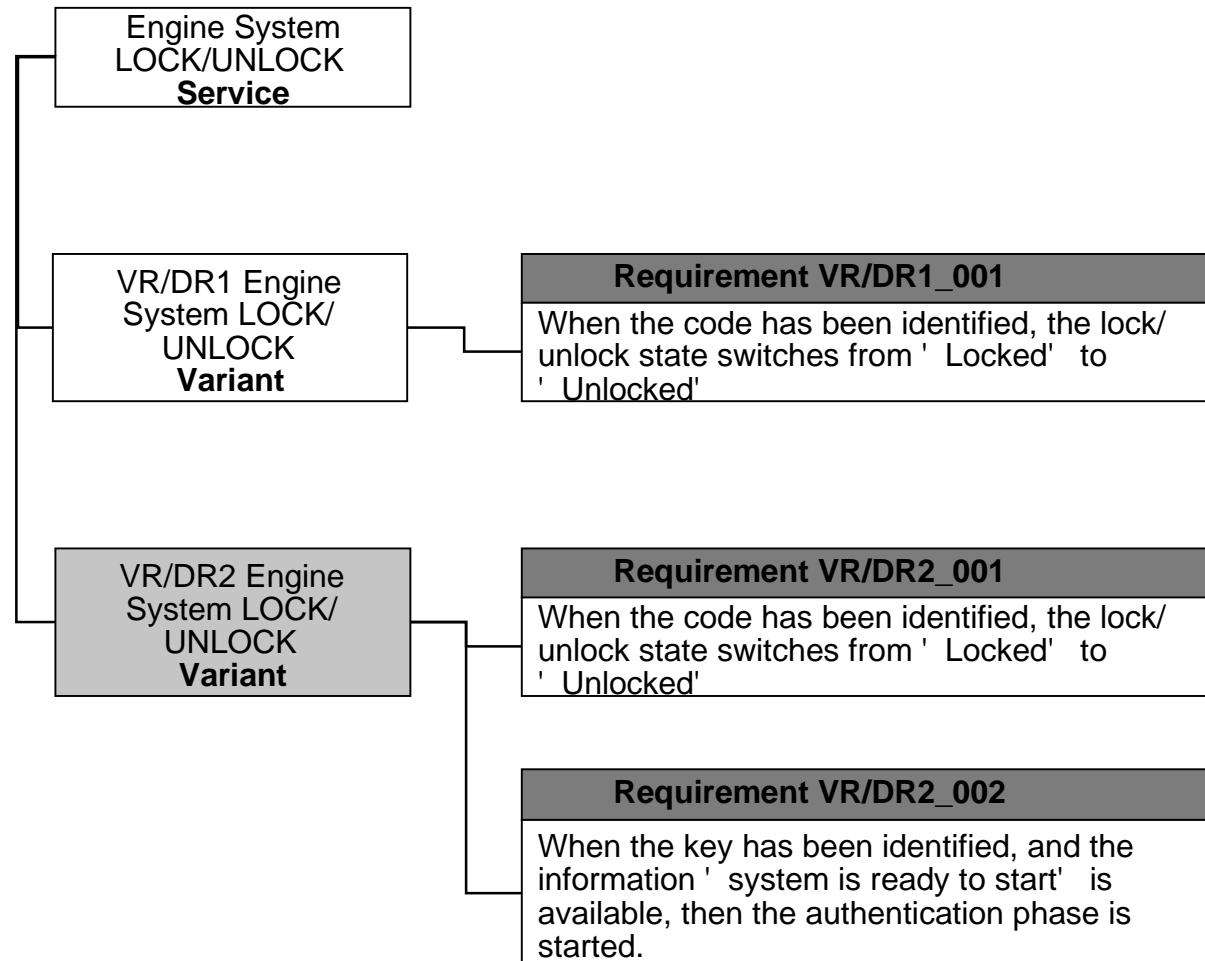 Engine System
LOCK/UNLOCK
Service
VR/DR1 Engine
System LOCK/
UNLOCK
Variant
Requirement VR/DR1_001
When the code has been identified, the lock/
unlock state switches from ' Locked' to
' Unlocked'
VR/DR2 Engine
System LOCK/
UNLOCK
Variant
Requirement VR/DR2_001
When the code has been identified, the lock/
unlock state switches from ' Locked' to
' Unlocked'
Requirement VR/DR2_002
When the key has been identified, and the
information ' system is ready to start' is
available, then the authentication phase is
started.